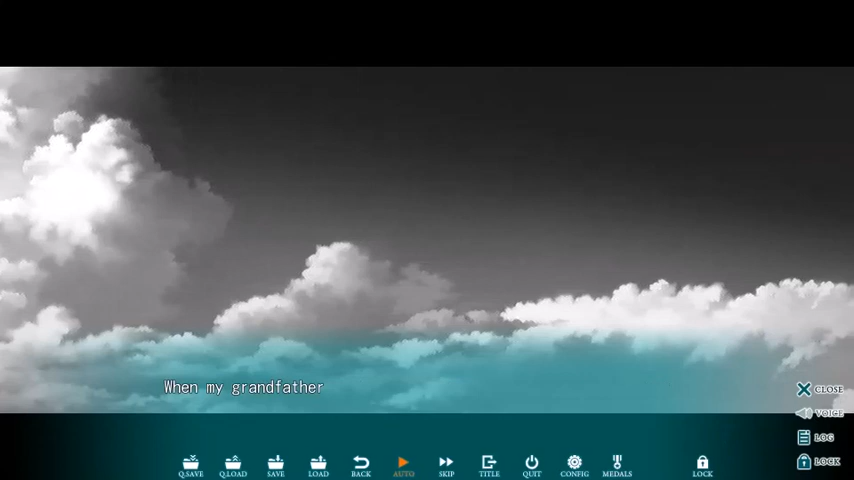 When my grandfather
CLOSE
VOICE
LOG
LOCK
Q.SAVE Q.LOAD SAVE LOAD BACK AUTO SKIP TITLE QUIT CONFIG MEDALS LOCK